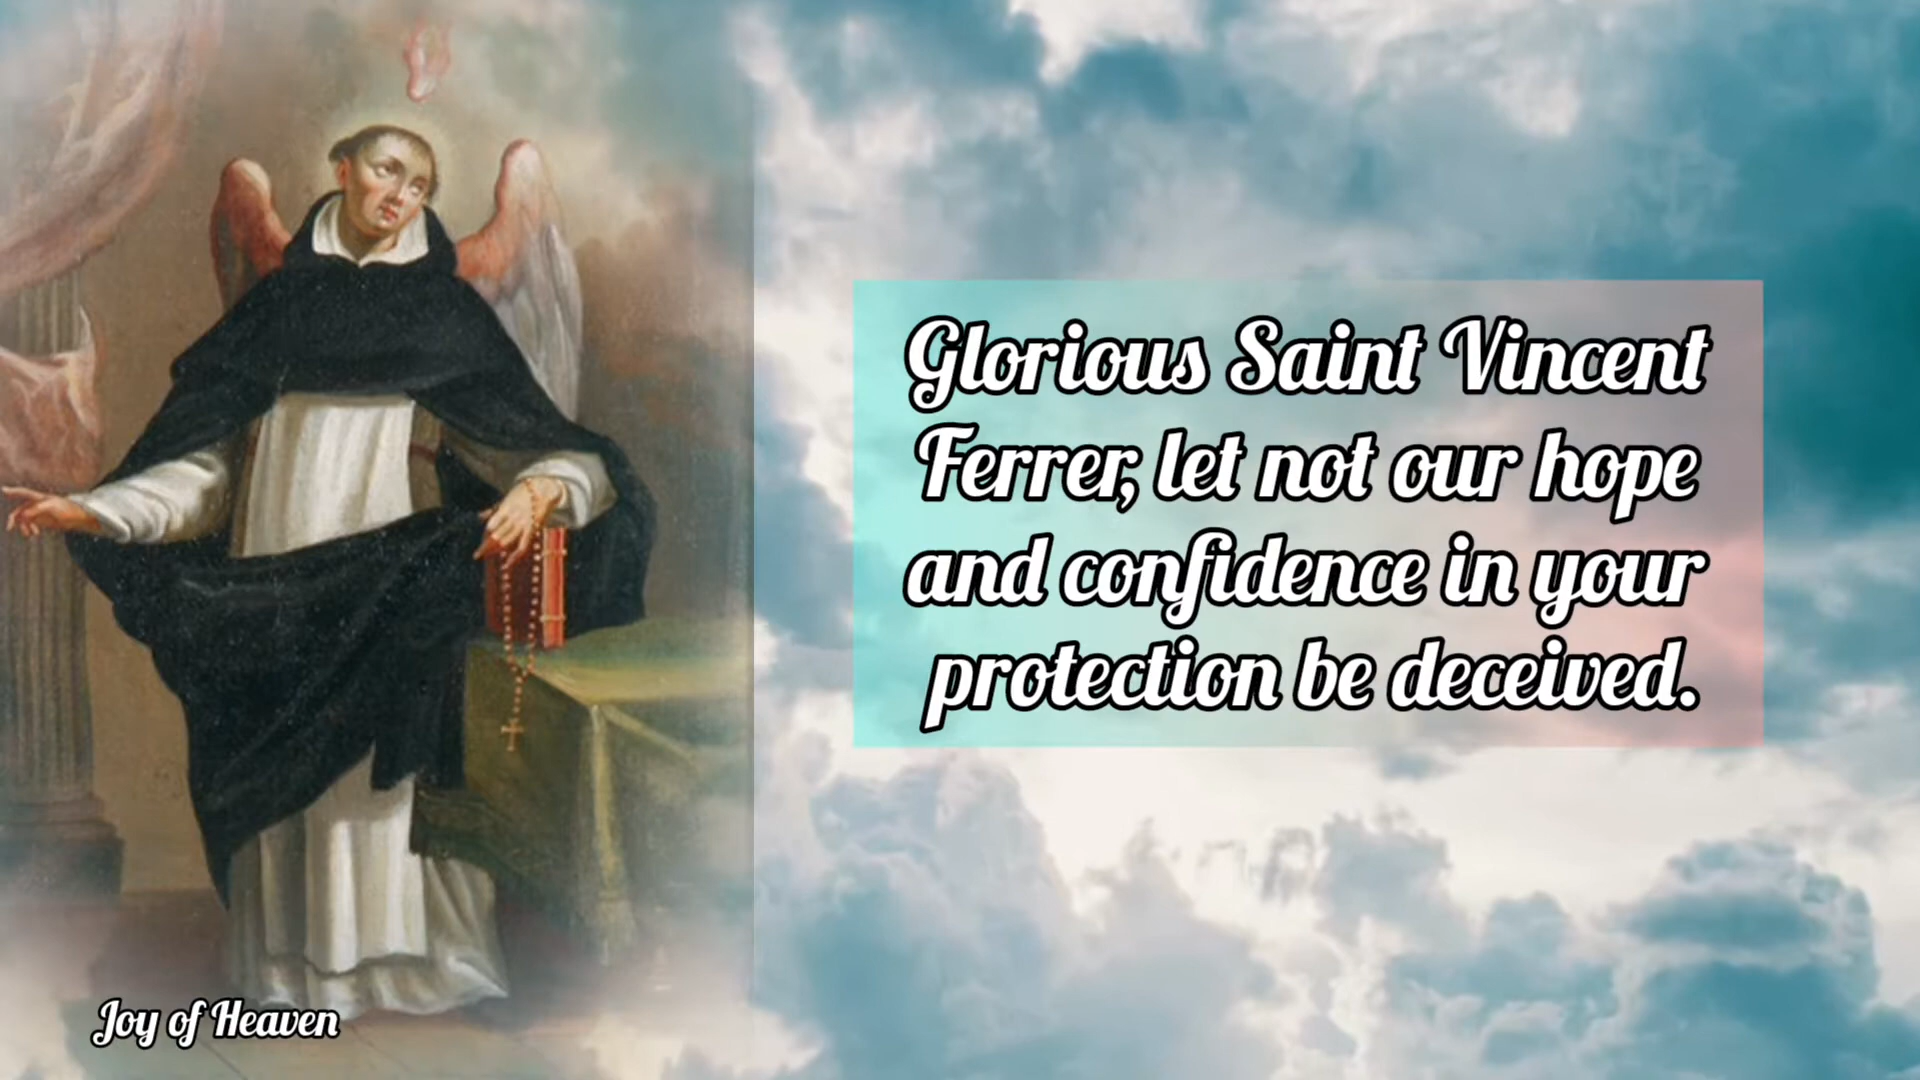 Glorious Saint Vincent
Ferrer, let not our hope
and confidence in your
protection be deceived.
Joy of Heaven